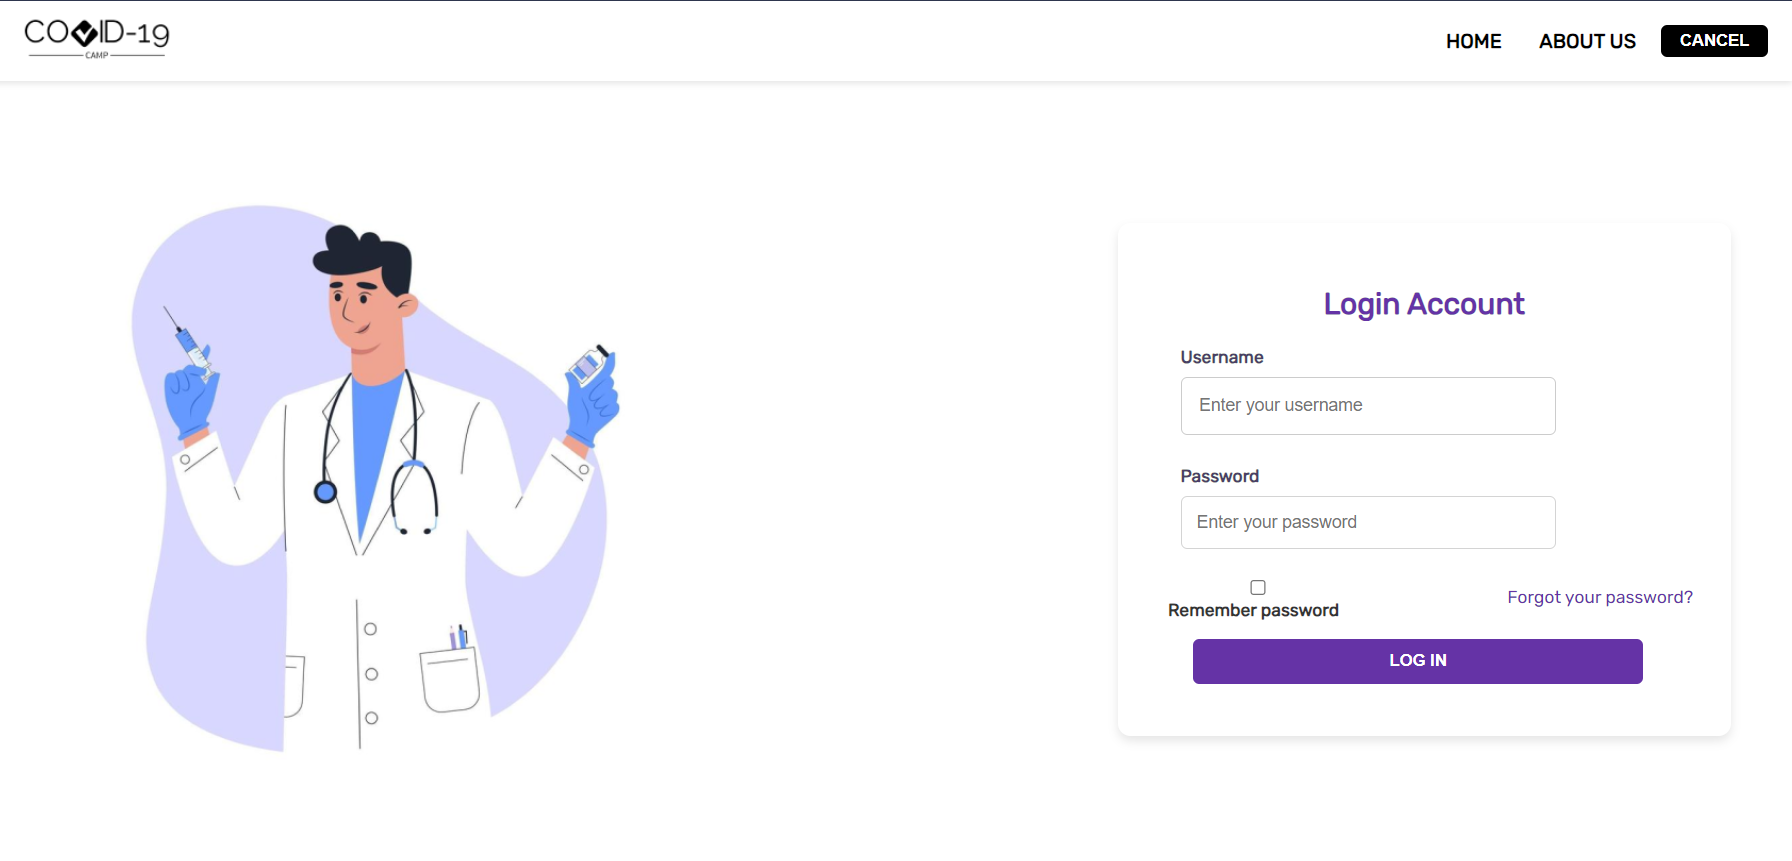 COVID-19
CAMP
HOME ABOUT US CANCEL
Login Account
Username
Enter your username
Password
Enter your password
Remember password
Forgot your password?
LOG IN